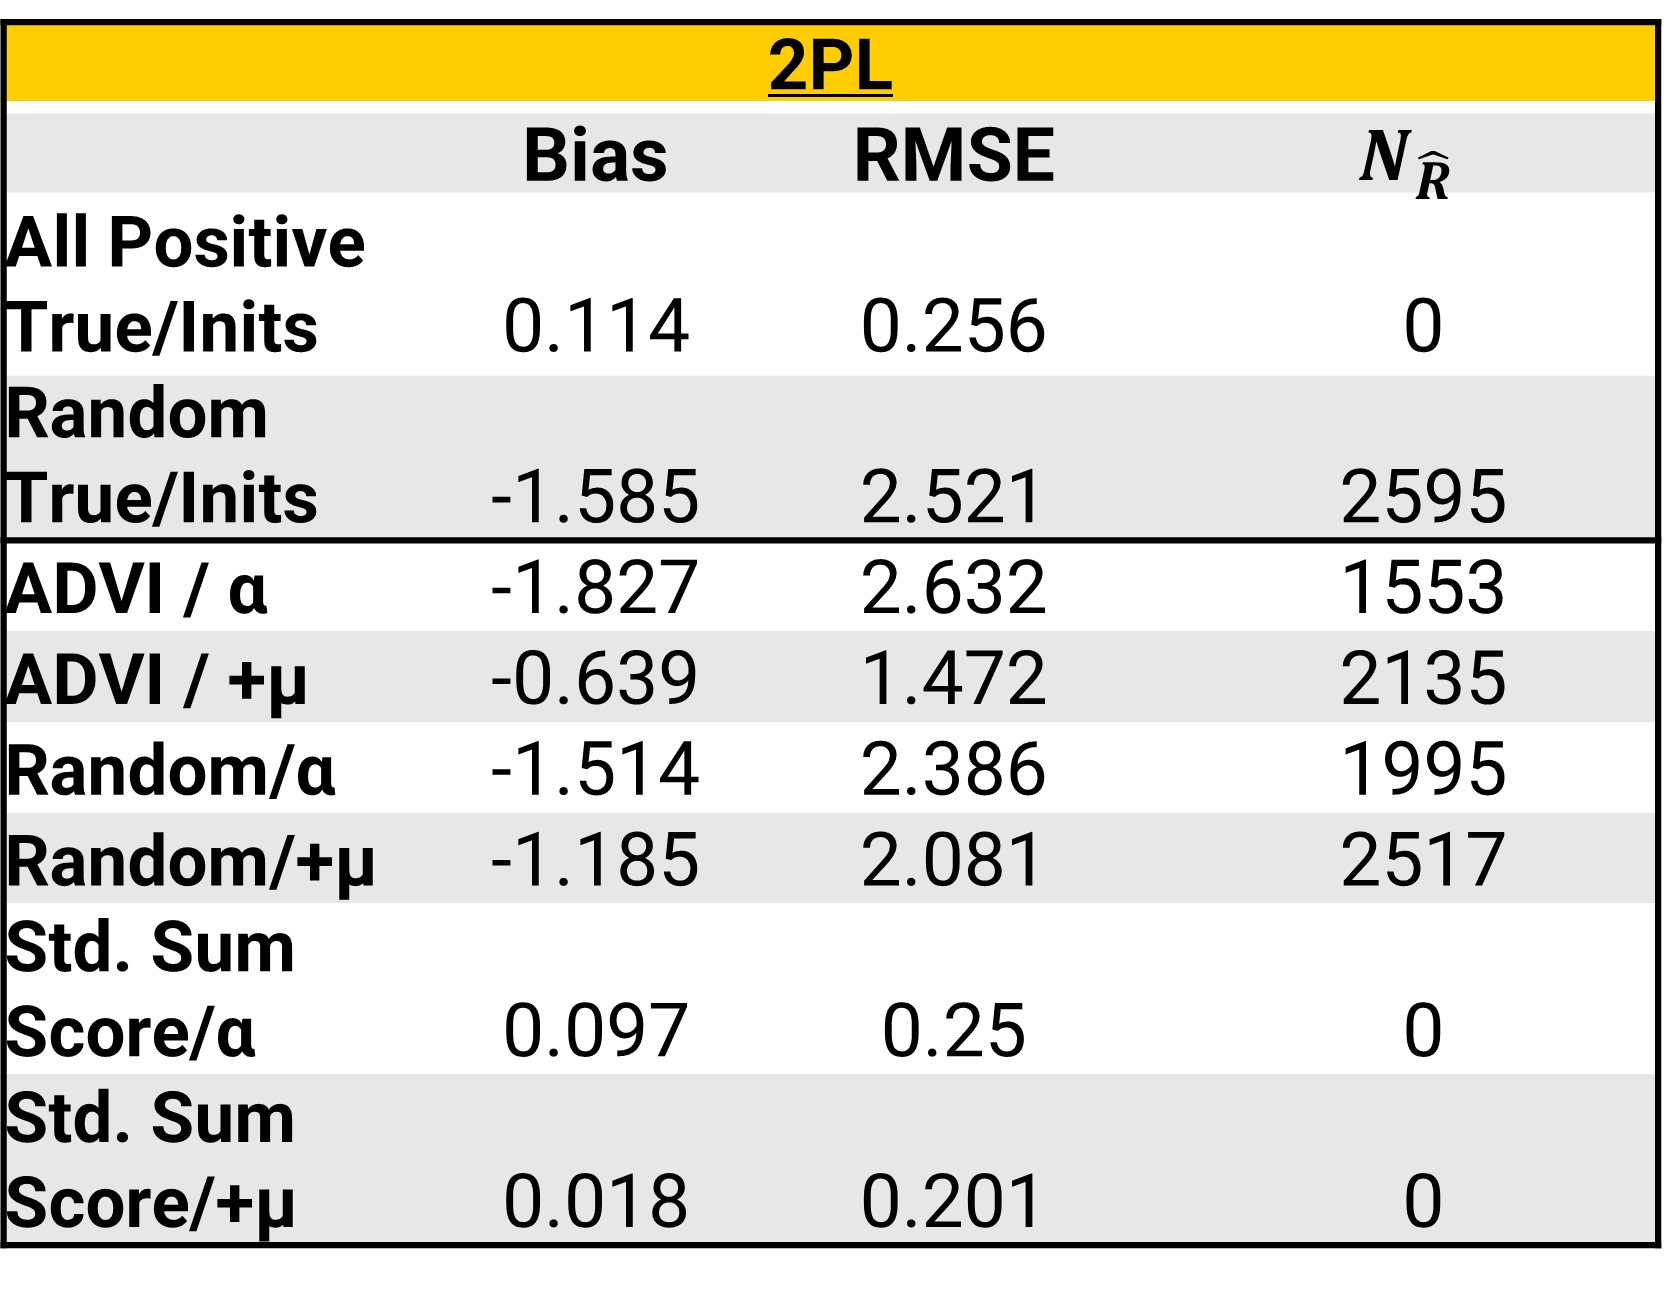 2PL
Bias RMSE N_R̂
All Positive
True/Inits 0.114 0.256 0
Random
True/Inits -1.585 2.521 2595
ADVI / α -1.827 2.632 1553
ADVI / +μ -0.639 1.472 2135
Random/α -1.514 2.386 1995
Random/+μ -1.185 2.081 2517
Std. Sum
Score/α 0.097 0.25 0
Std. Sum
Score/+μ 0.018 0.201 0